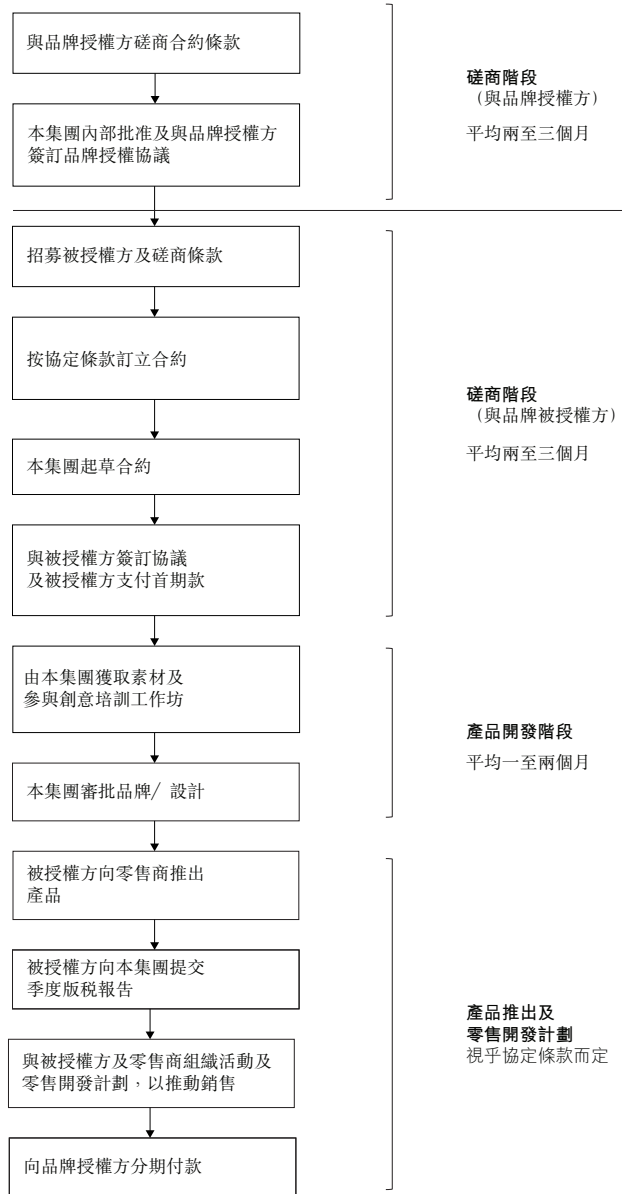 與品牌授權方磋商合約條款
本集團內部批准及與品牌授權方
簽訂品牌授權協議
磋商階段
（與品牌授權方）
平均兩至三個月
招募被授權方及磋商條款
按協定條款訂立合約
本集團起草合約
與被授權方簽訂協議
及被授權方支付首期款
磋商階段
（與品牌被授權方）
平均兩至三個月
由本集團獲取素材及
參與創意培訓工作坊
本集團審批品牌/ 設計
產品開發階段
平均一至兩個月
被授權方向零售商推出
產品
被授權方向本集團提交
季度版稅報告
與被授權方及零售商組織活動及
零售開發計劃，以推動銷售
向品牌授權方分期付款
產品推出及
零售開發計劃
視乎協定條款而定